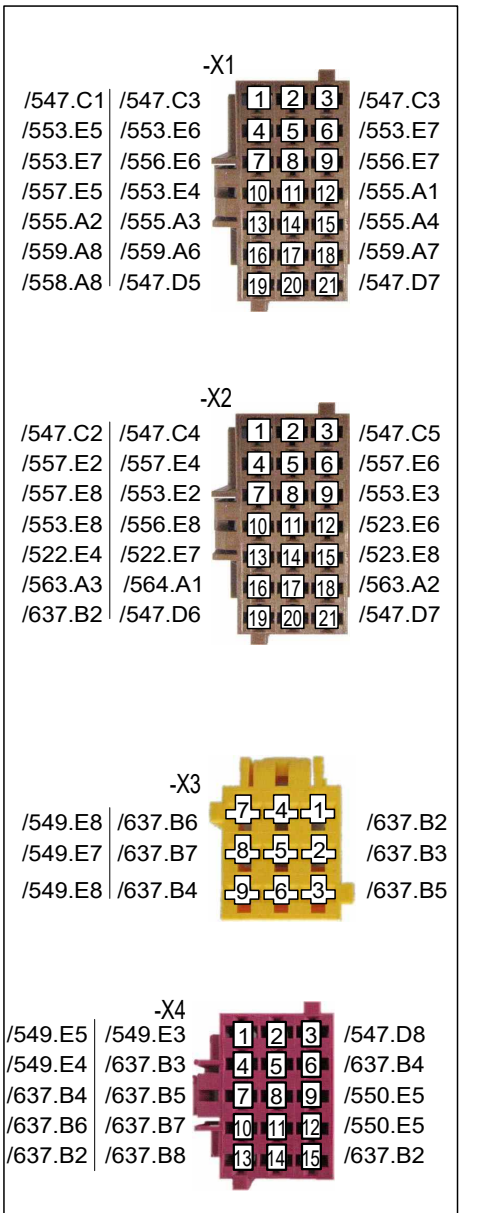 -X1
/547.C1 /547.C3 1 2 3 /547.C3
/553.E5 /553.E6 4 5 6 /553.E7
/553.E7 /556.E6 7 8 9 /556.E7
/557.E5 /553.E4 10 11 12 /555.A1
/555.A2 /555.A3 13 14 15 /555.A4
/559.A8 /559.A6 16 17 18 /559.A7
/558.A8 /547.D5 19 20 21 /547.D7
-X2
/547.C2 /547.C4 1 2 3 /547.C5
/557.E2 /557.E4 4 5 6 /557.E6
/557.E8 /553.E2 7 8 9 /553.E3
/553.E8 /556.E8 10 11 12 /523.E6
/522.E4 /522.E7 13 14 15 /523.E8
/563.A3 /564.A1 16 17 18 /563.A2
/637.B2 /547.D6 19 20 21 /547.D7
-X3
/549.E8 /637.B6 7 4 1 /637.B2
/549.E7 /637.B7 8 5 2 /637.B3
/549.E8 /637.B4 9 6 3 /637.B5
-X4
/549.E5 /549.E3 1 2 3 /547.D8
/549.E4 /637.B3 4 5 6 /637.B4
/637.B4 /637.B5 7 8 9 /550.E5
/637.B6 /637.B7 10 11 12 /550.E5
/637.B2 /637.B8 13 14 15 /637.B2